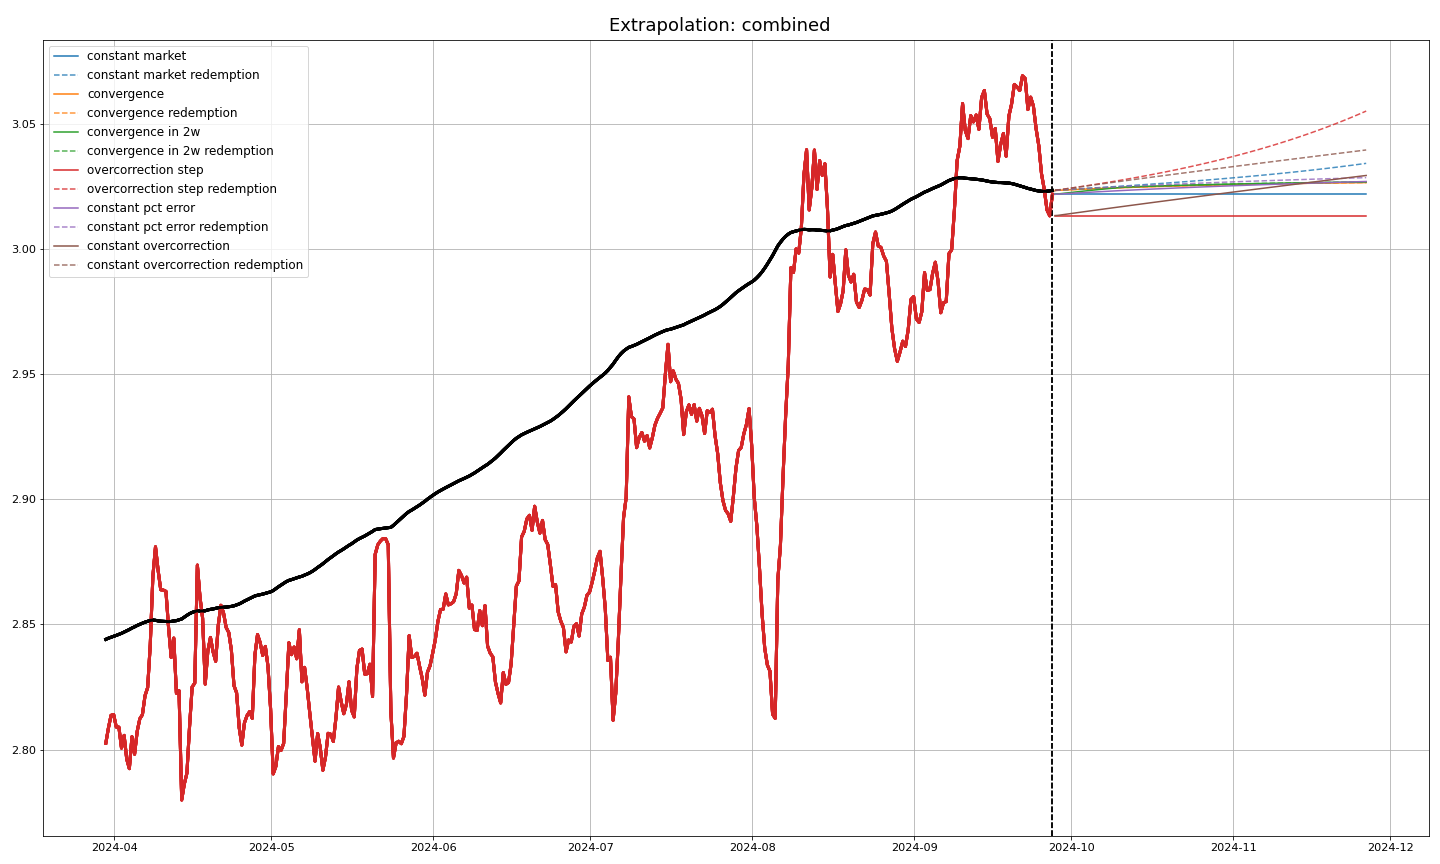 Extrapolation: combined
constant market
constant market redemption
convergence
convergence redemption
convergence in 2w
convergence in 2w redemption
overcorrection step
overcorrection step redemption
constant pct error
constant pct error redemption
constant overcorrection
constant overcorrection redemption
3.05
3.00
2.95
2.90
2.85
2.80
2024-04 2024-05 2024-06 2024-07 2024-08 2024-09 2024-10 2024-11 2024-12